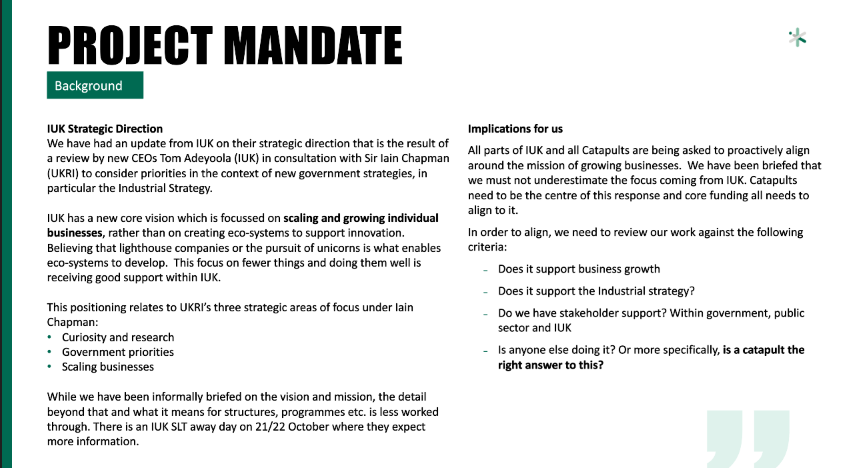 PROJECT MANDATE
Background
IUK Strategic Direction
We have had an update from IUK on their strategic direction that is the result of
a review by new CEOs Tom Adeyoola (IUK) in consultation with Sir Iain Chapman
(UKRI) to consider priorities in the context of new government strategies, in
particular the Industrial Strategy.
IUK has a new core vision which is focussed on scaling and growing individual
businesses, rather than on creating eco-systems to support innovation.
Believing that lighthouse companies or the pursuit of unicorns is what enables
eco-systems to develop.  This focus on fewer things and doing them well is
receiving good support within IUK.
This positioning relates to UKRI's three strategic areas of focus under Iain
Chapman:
• Curiosity and research
• Government priorities
• Scaling businesses
While we have been informally briefed on the vision and mission, the detail
beyond that and what it means for structures, programmes etc. is less worked
through. There is an IUK SLT away day on 21/22 October where they expect
more information.
Implications for us
All parts of IUK and all Catapults are being asked to proactively align
around the mission of growing businesses.  We have been briefed that
we must not underestimate the focus coming from IUK. Catapults
need to be the centre of this response and core funding all needs to
align to it.
In order to align, we need to review our work against the following
criteria:
- Does it support business growth
- Does it support the Industrial strategy?
- Do we have stakeholder support? Within government, public
sector and IUK
- Is anyone else doing it? Or more specifically, is a catapult the
right answer to this?